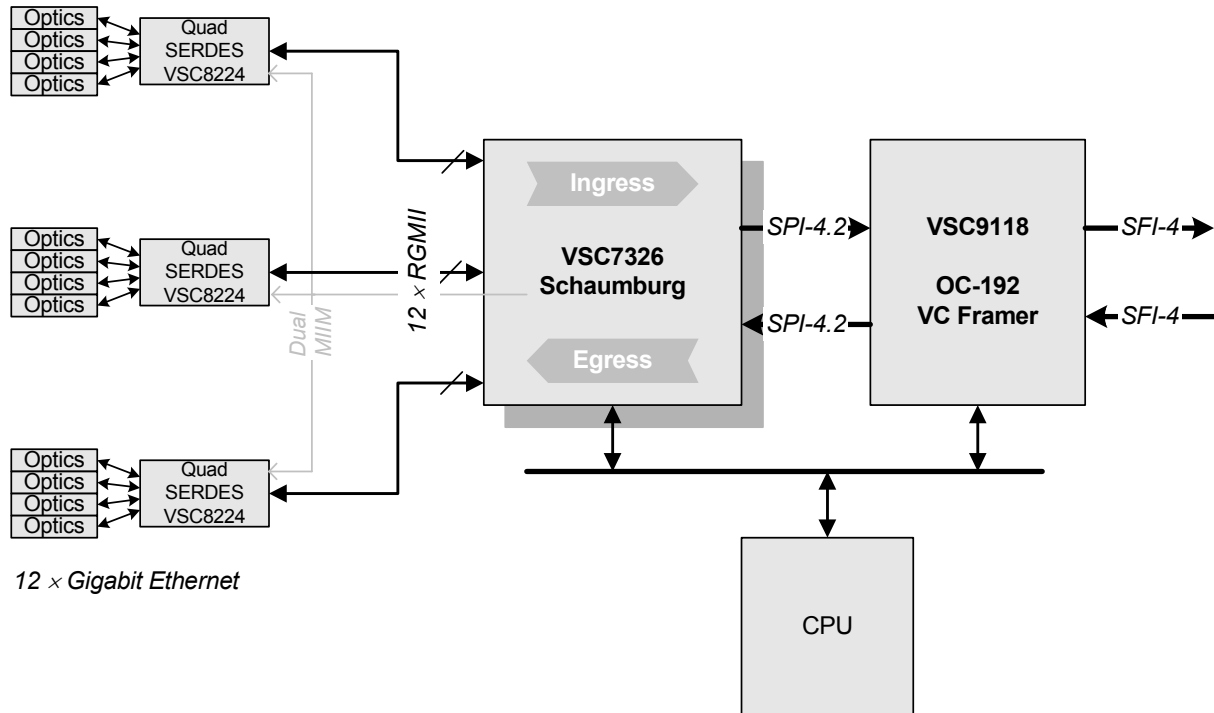 Optics
Optics
Optics
Optics
Quad
SERDES
VSC8224
Optics
Optics
Optics
Optics
Quad
SERDES
VSC8224
Optics
Optics
Optics
Optics
Quad
SERDES
VSC8224
12 × Gigabit Ethernet
Dual
MIIM
12 × RGMII
Ingress
VSC7326
Schaumburg
Egress
SPI-4.2
SPI-4.2
VSC9118
OC-192
VC Framer
SFI-4
SFI-4
CPU